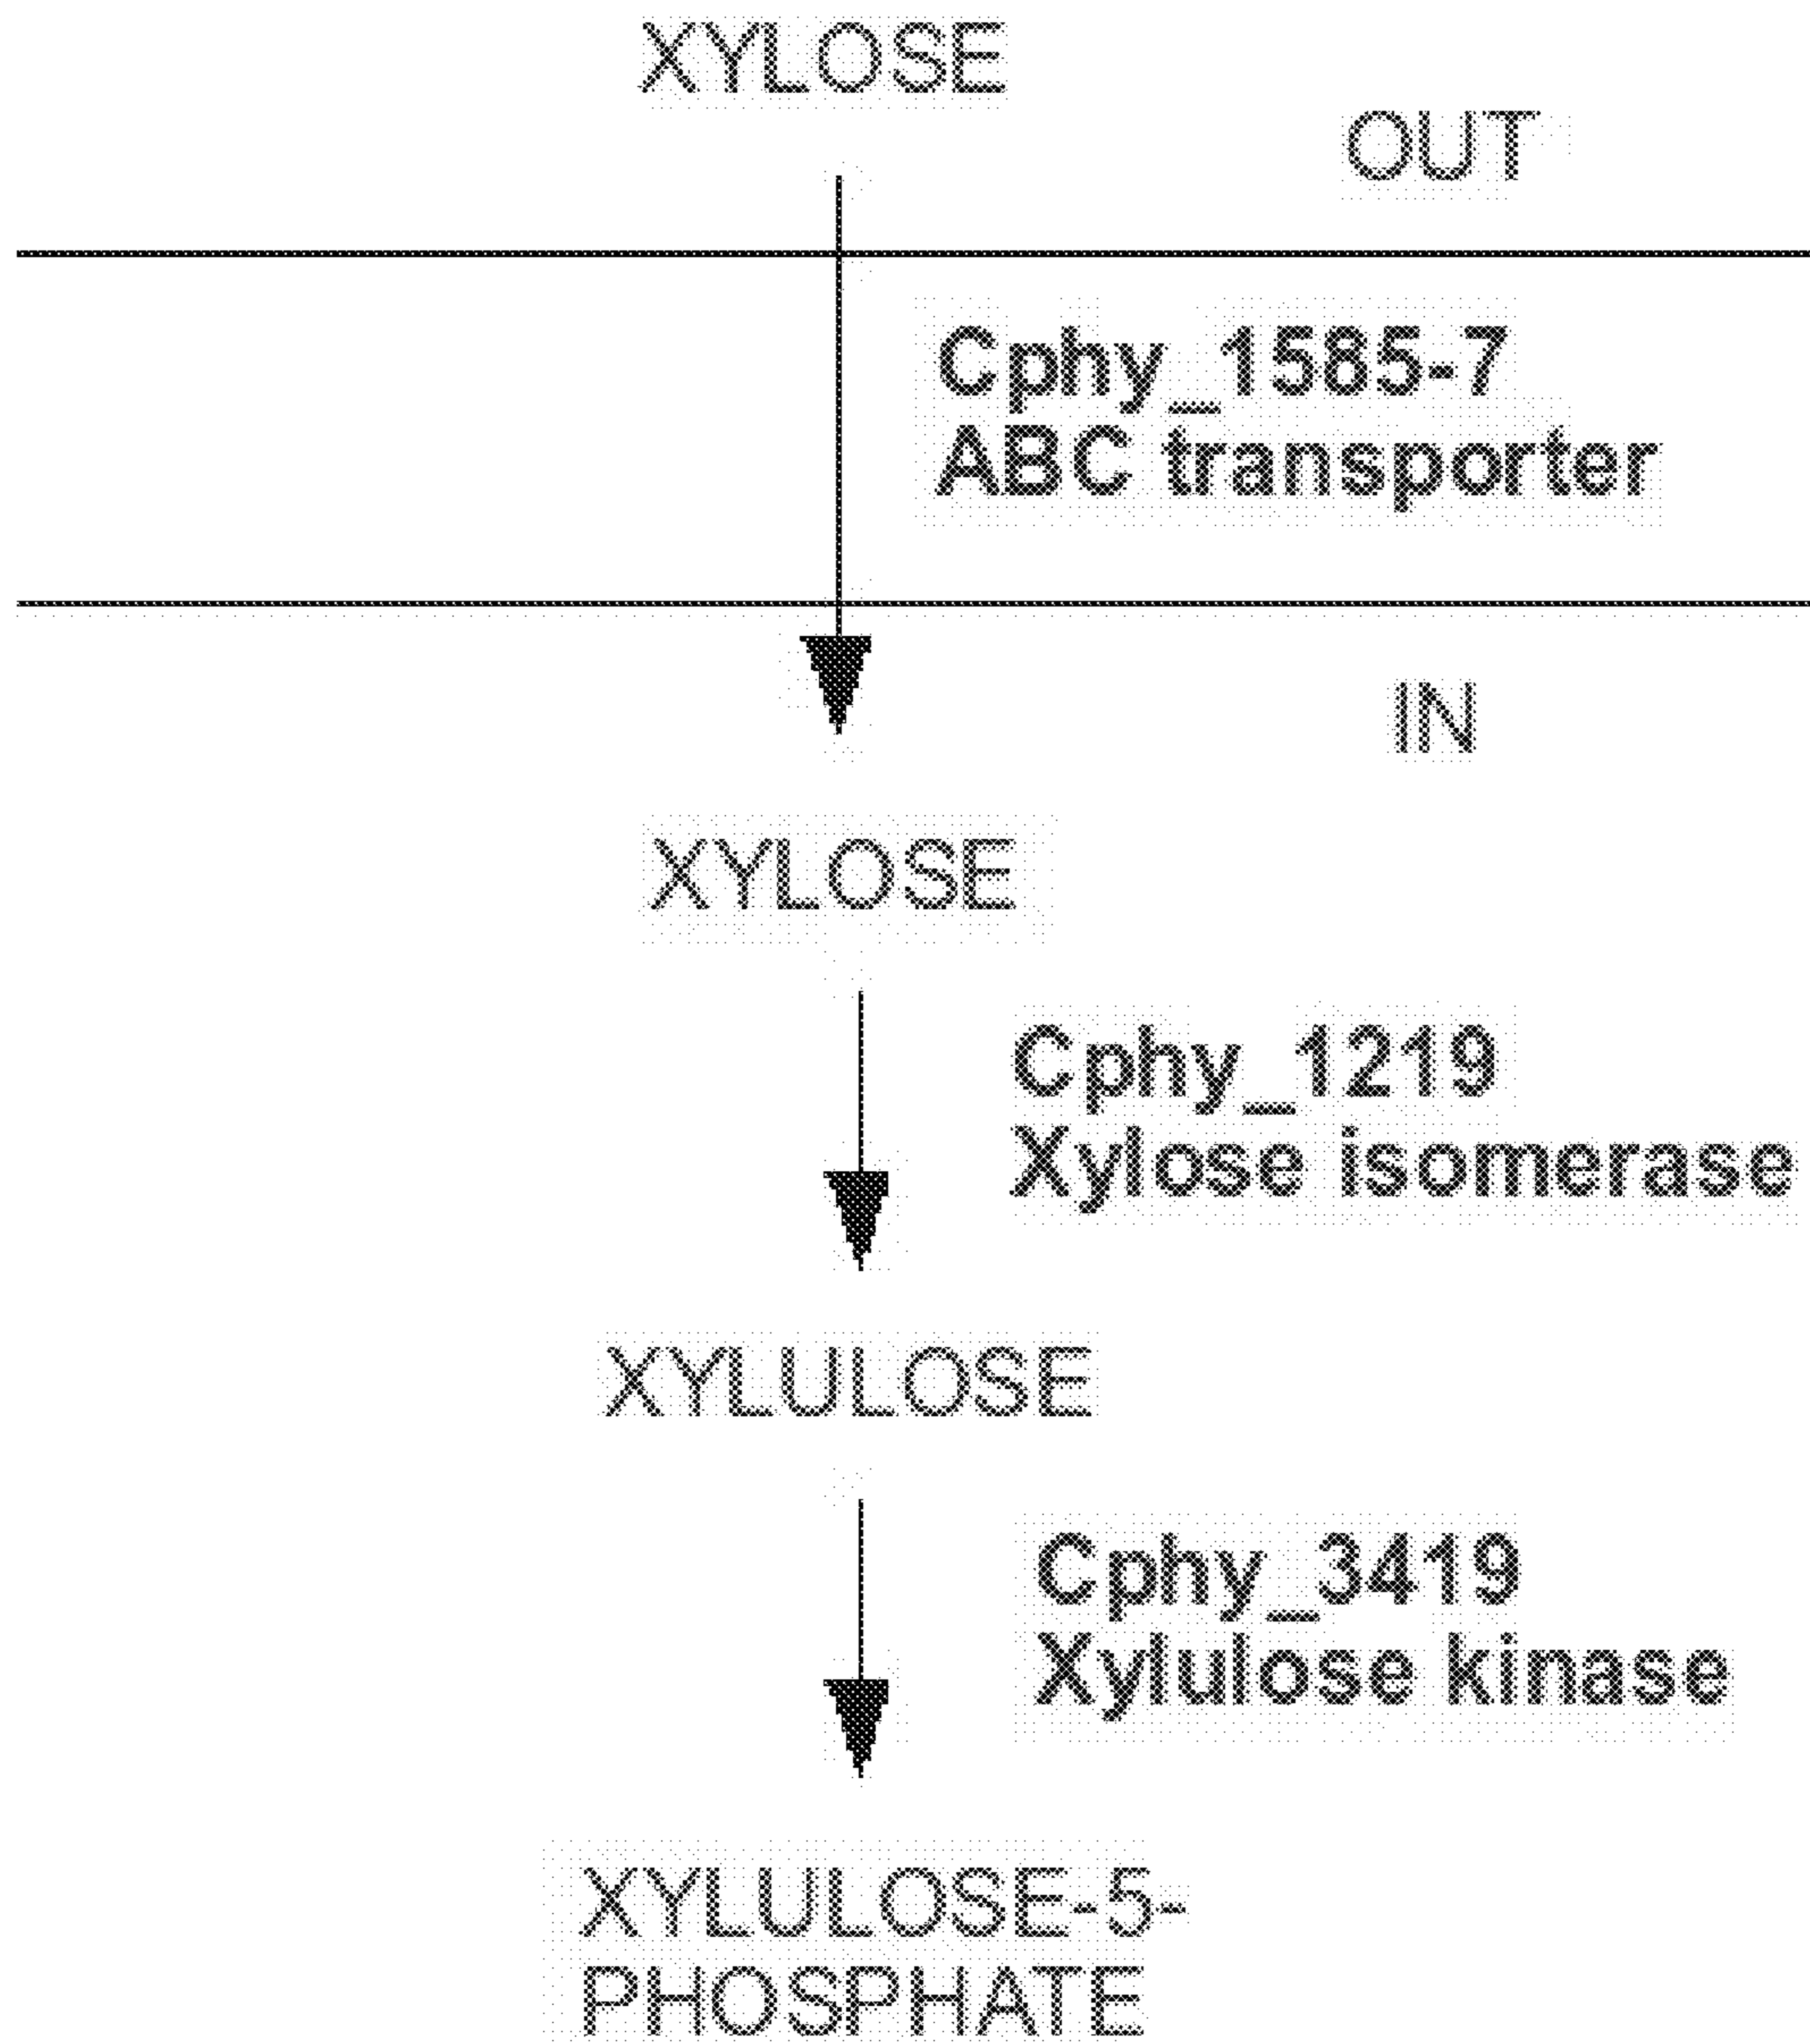 XYLOSE
OUT
Cphy_1585-7
ABC transporter
IN
XYLOSE
Cphy_1219
Xylose isomerase
XYLULOSE
Cphy_3419
Xylulose kinase
XYLULOSE-5-
PHOSPHATE